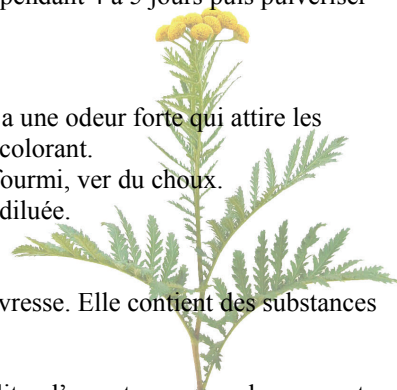 pendant 4 à 5 jours puis pulvériser
a une odeur forte qui attire les
colorant.
fourmi, ver du choux.
diluée.
vresse. Elle contient des substances